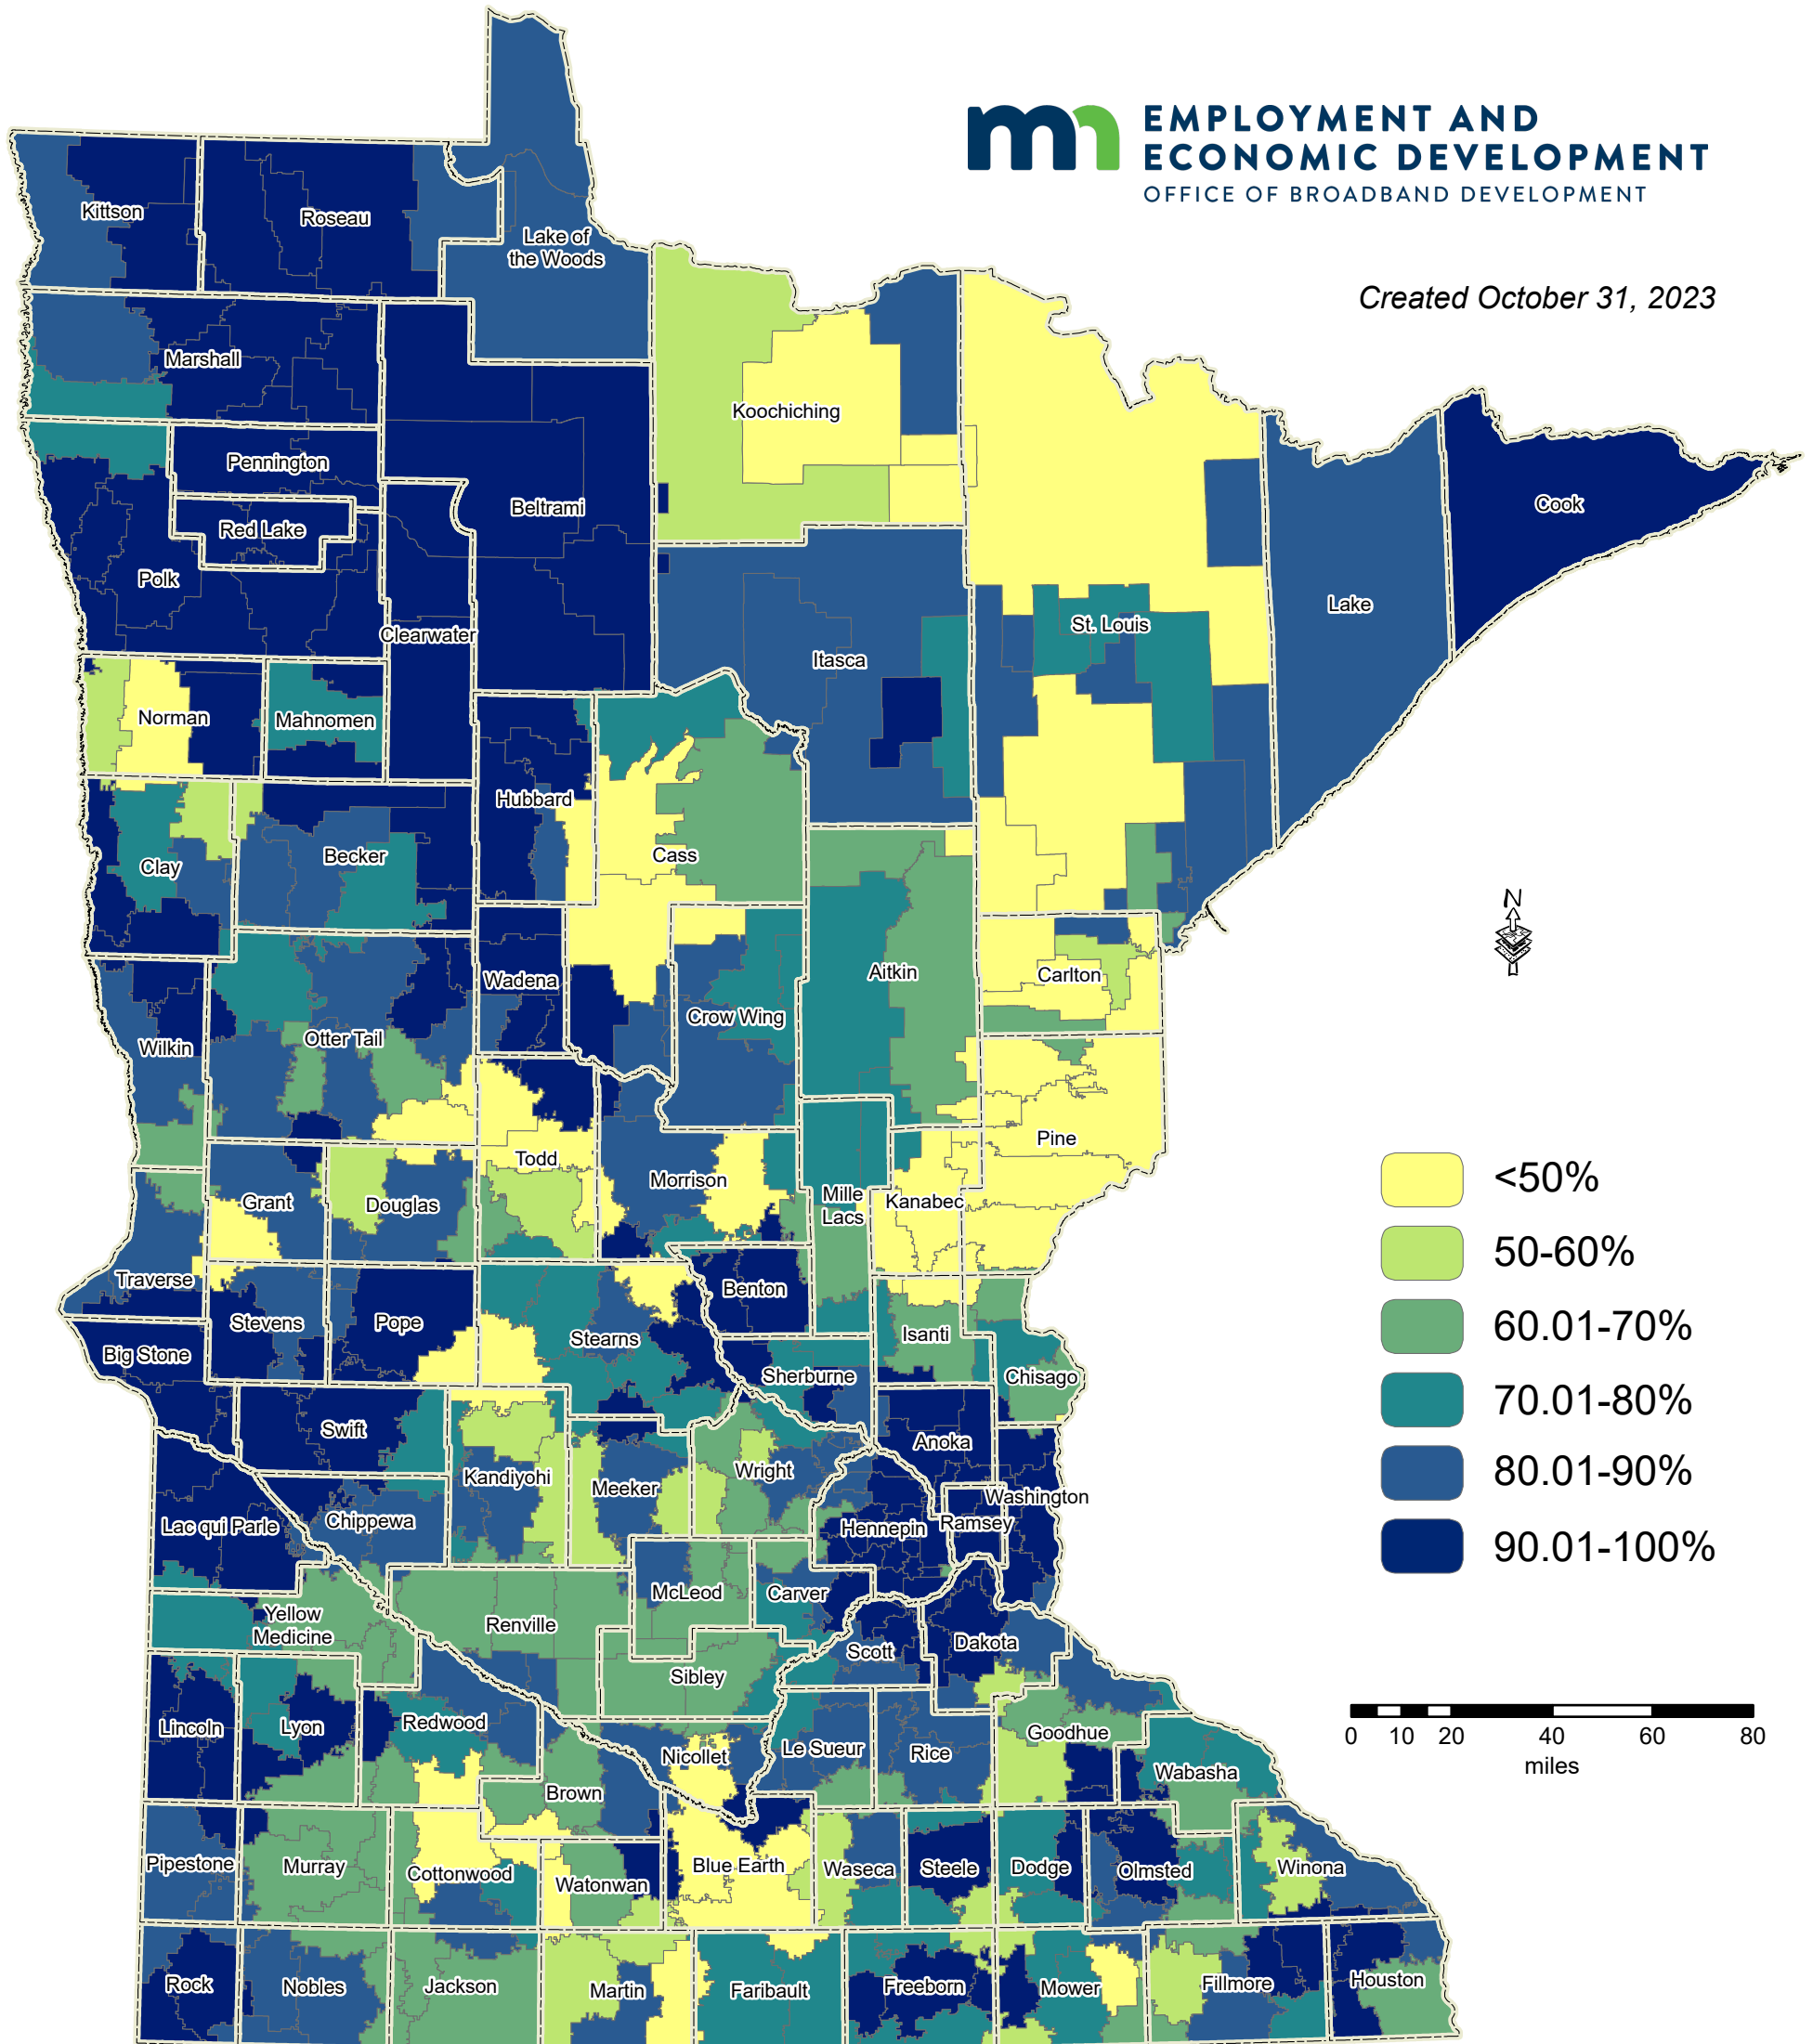 mn
EMPLOYMENT AND
ECONOMIC DEVELOPMENT
OFFICE OF BROADBAND DEVELOPMENT
Created October 31, 2023
Kittson
Roseau
Lake of
the Woods
Marshall
Koochiching
Pennington
Beltrami
Cook
Red Lake
Polk
Clearwater
Lake
St. Louis
Itasca
Norman
Mahnomen
Hubbard
Cass
Becker
Clay
N
Aitkin
Carlton
Wadena
Crow Wing
Otter Tail
Wilkin
Pine
Todd
Morrison
Mille
Lacs
Kanabec
Grant
Douglas
Traverse
Benton
Stevens
Pope
Stearns
Isanti
Big Stone
Sherburne
Chisago
Swift
Anoka
Kandiyohi
Meeker
Wright
Washington
Lac qui Parle
Chippewa
Hennepin
Ramsey
McLeod
Carver
Yellow
Medicine
Renville
Dakota
Scott
Sibley
Lincoln
Lyon
Redwood
Goodhue
Nicollet
Le Sueur
Rice
Wabasha
Brown
Pipestone
Murray
Cottonwood
Watonwan
Blue Earth
Waseca
Steele
Dodge
Olmsted
Winona
Rock
Nobles
Jackson
Martin
Faribault
Freeborn
Mower
Fillmore
Houston
<50%
50-60%
60.01-70%
70.01-80%
80.01-90%
90.01-100%
0 10 20 40 60 80
miles